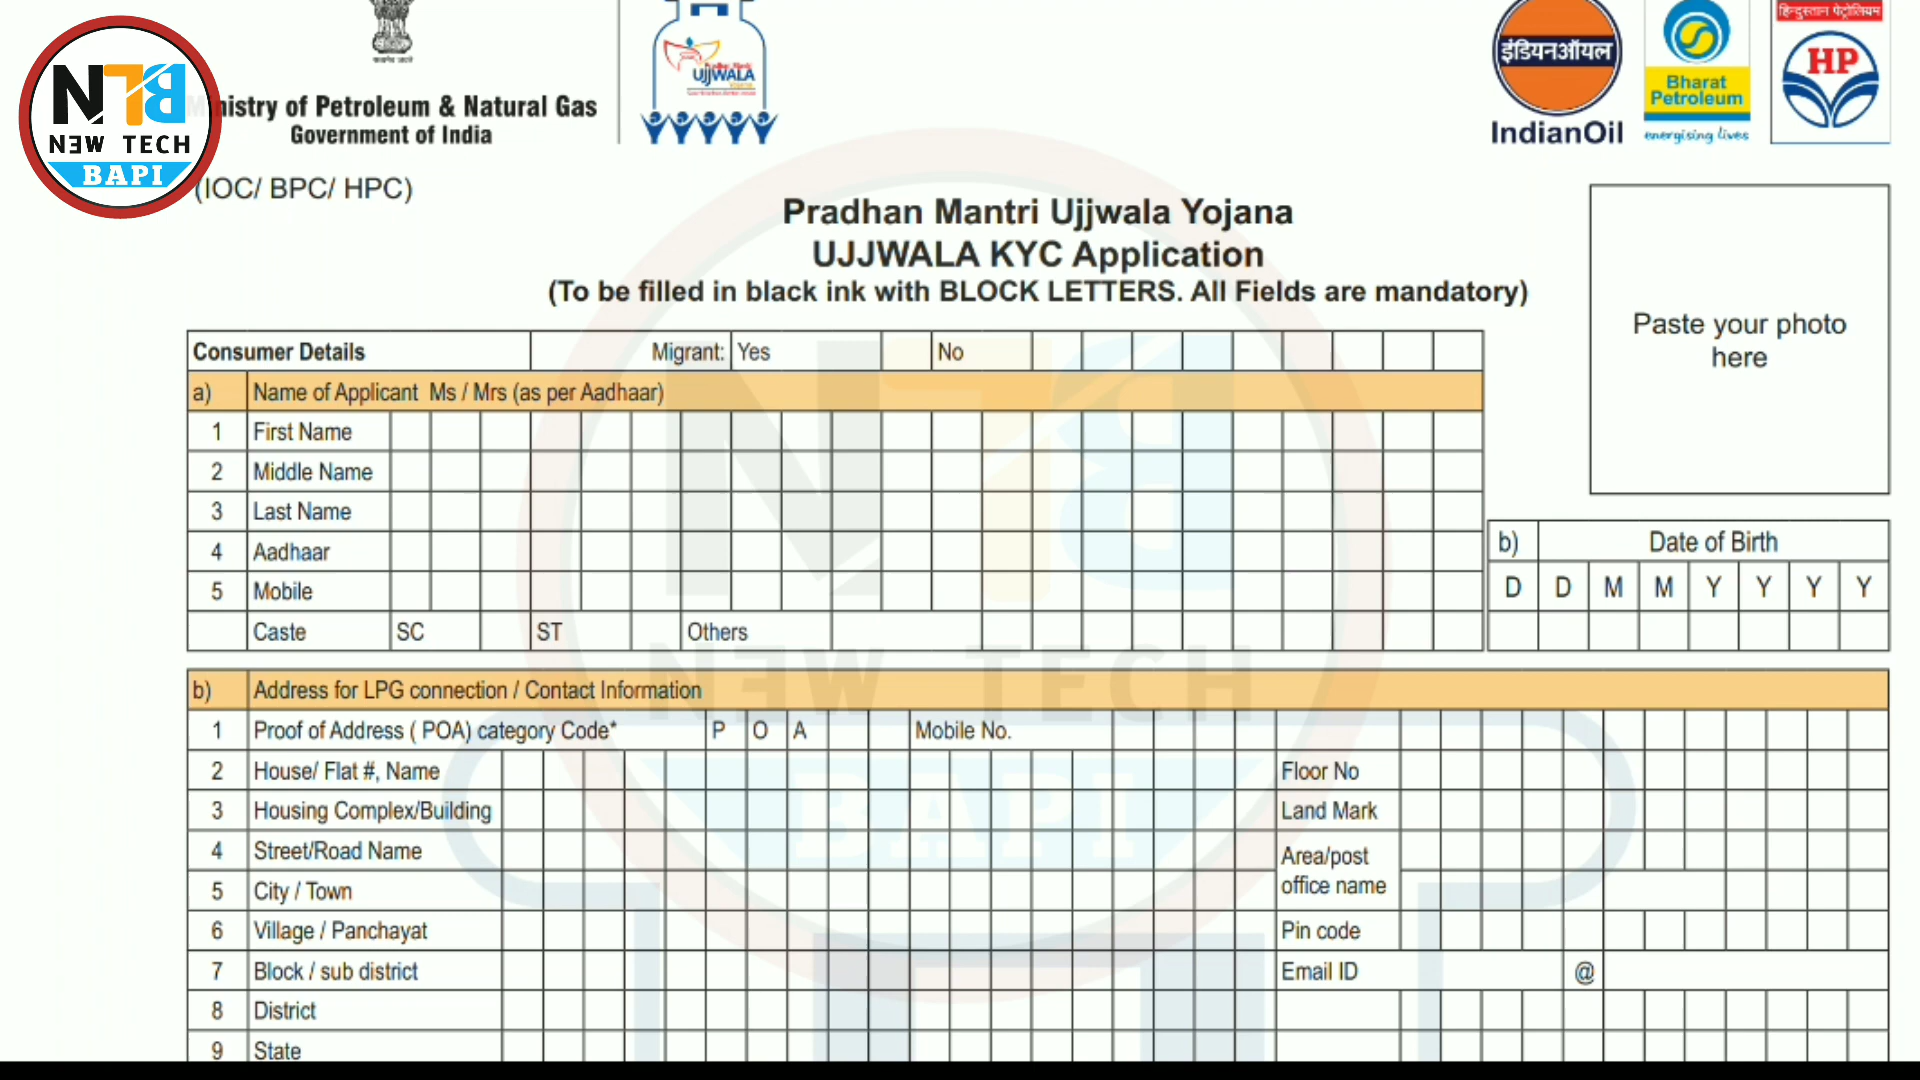 NEW TECH
BAPI
Ministry of Petroleum & Natural Gas
Government of India
UJJWALA
इंडियनऑयल
IndianOil
Bharat
Petroleum
energising lives
हिन्दुस्तान पेट्रोलियम
HP
(IOC/ BPC/ HPC)
Pradhan Mantri Ujjwala Yojana
UJJWALA KYC Application
(To be filled in black ink with BLOCK LETTERS. All Fields are mandatory)
Paste your photo
here
Consumer Details Migrant: Yes No
a) Name of Applicant Ms / Mrs (as per Aadhaar)
1 First Name
2 Middle Name
3 Last Name
4 Aadhaar
5 Mobile
Caste SC ST Others
b) Date of Birth
D D M M Y Y Y Y
b) Address for LPG connection / Contact Information
1 Proof of Address ( POA) category Code* P O A Mobile No.
2 House/ Flat #, Name Floor No
3 Housing Complex/Building Land Mark
4 Street/Road Name Area/post
5 City / Town office name
6 Village / Panchayat Pin code
7 Block / sub district Email ID @
8 District
9 State
NEW TECH
BAPI